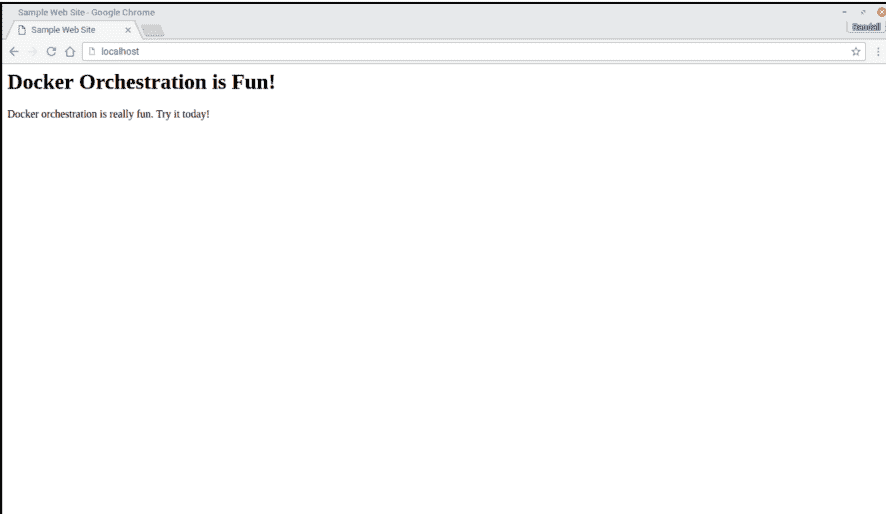 Sample Web Site - Google Chrome
Sample Web Site
Randall
localhost
Docker Orchestration is Fun!
Docker orchestration is really fun. Try it today!